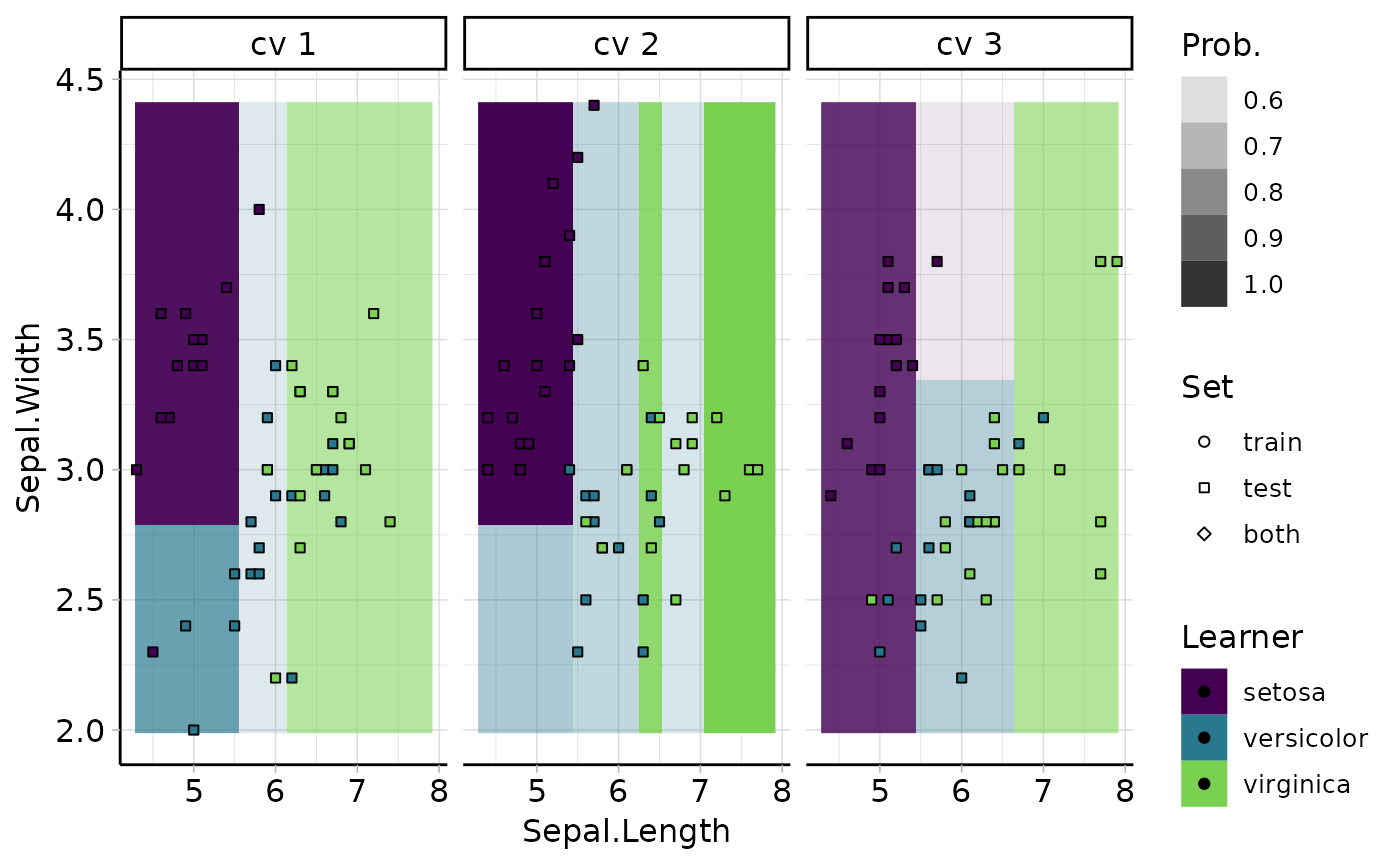 cv 1
cv 2
cv 3
4.5
4.0
3.5
3.0
2.5
2.0
Sepal.Width
5 6 7 8
5 6 7 8
5 6 7 8
Sepal.Length
Prob.
0.6
0.7
0.8
0.9
1.0
Set
train
test
both
Learner
setosa
versicolor
virginica